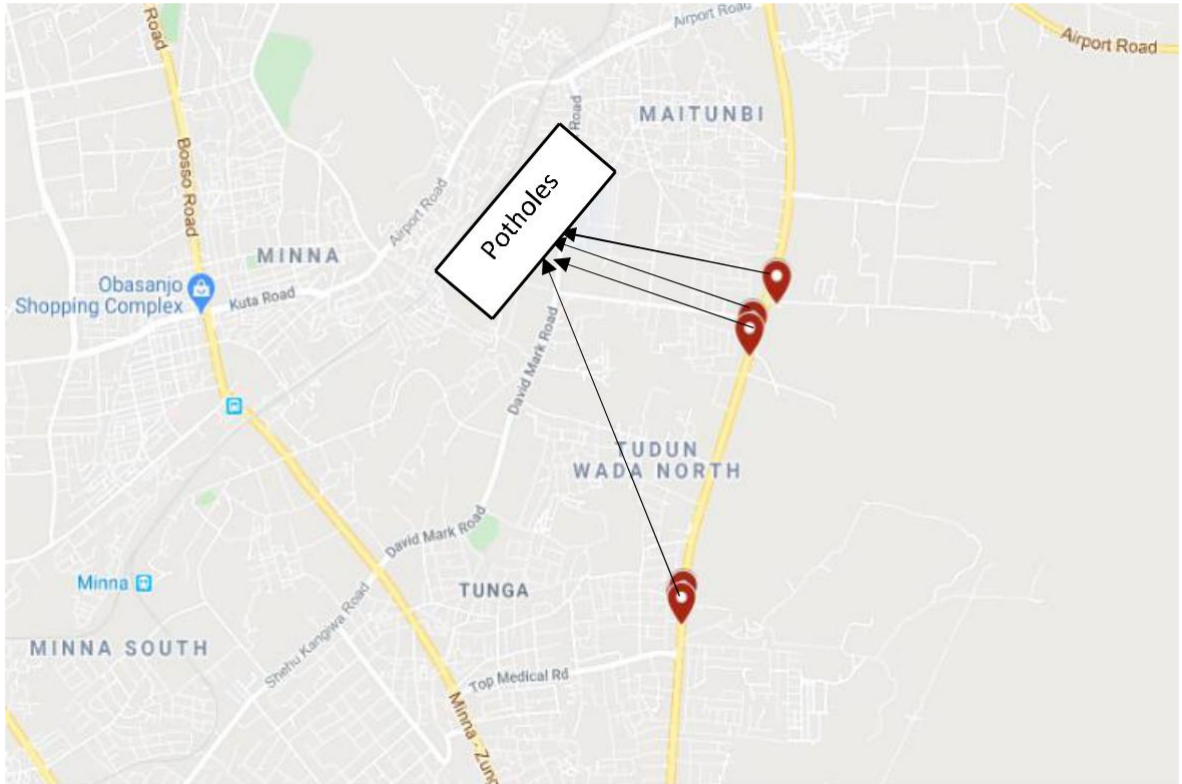 Road
Airport Road
Airport Road
MAITUNBI
Road
Bosso Road
Potholes
Airport Road
MINNA
Obasanjo
Shopping Complex
Kuta Road
David Mark Road
TUDUN
WADA NORTH
David Mark Road
Minna
TUNGA
Shehu Kangiwa Road
MINNA SOUTH
Top Medical Rd
Minna - Zung